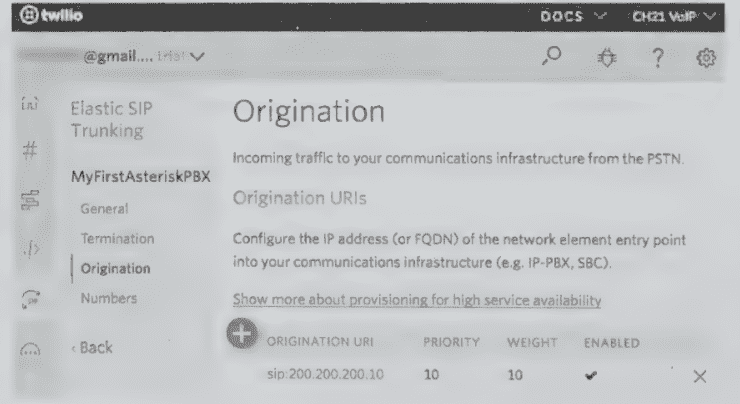 twilio
DOCS
CH21 VoIP
@gmail.... trial
Elastic SIP
Trunking
MyFirstAsteriskPBX
General
Termination
Origination
Numbers
‹ Back
Origination
Incoming traffic to your communications infrastructure from the PSTN.
Origination URIs
Configure the IP address (or FQDN) of the network element entry point
into your communications infrastructure (e.g. IP-PBX, SBC).
Show more about provisioning for high service availability
ORIGINATION URI PRIORITY WEIGHT ENABLED
sip:200.200.200.10 10 10